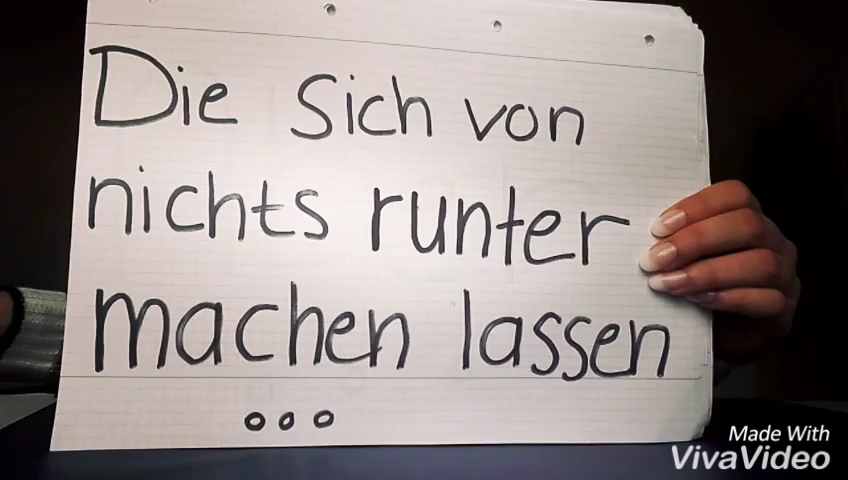 Die sich von
nichts runter
machen lassen
...
Made With
VivaVideo